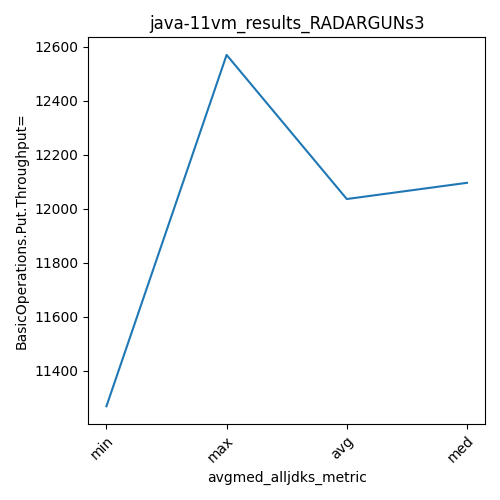 java-11vm_results_RADARGUNs3
BasicOperations.Put.Throughput=
12600
12400
12200
12000
11800
11600
11400
min
max
avg
med
avgmed_alljdks_metric